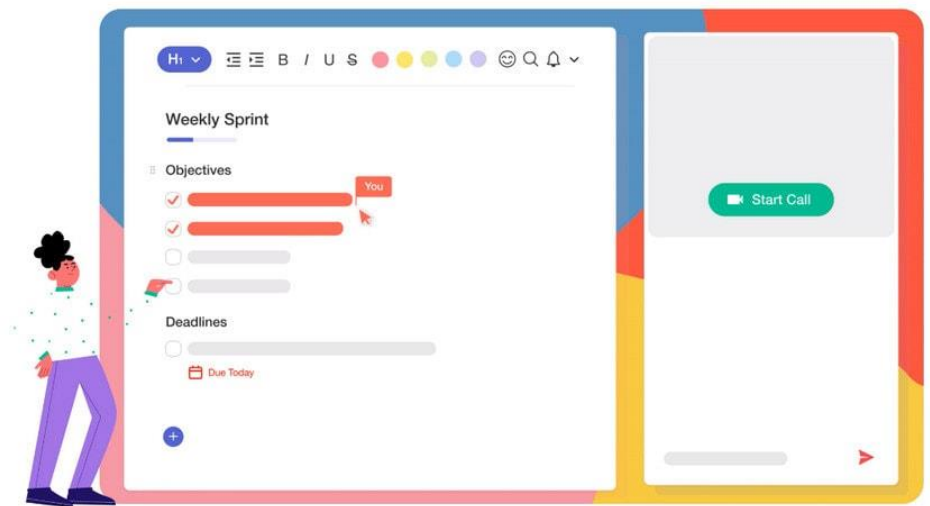 H1 B I U S
Weekly Sprint
Objectives
You
Start Call
Deadlines
Due Today